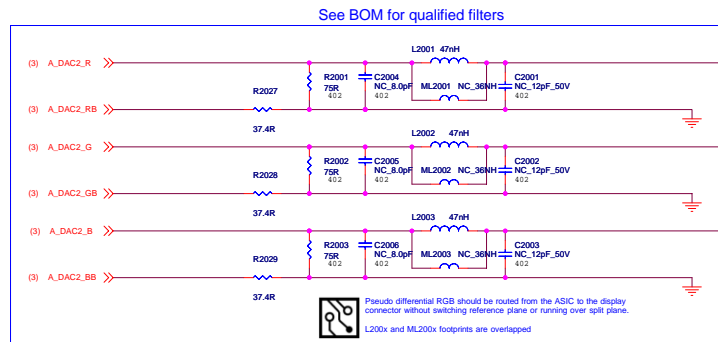 See BOM for qualified filters
L2001 47nH
(3) A_DAC2_R
R2001
75R
402
C2004
NC_8.0pF
402
ML2001 NC_36NH
C2001
NC_12pF_50V
402
R2027
(3) A_DAC2_RB
37.4R
L2002 47nH
(3) A_DAC2_G
R2002
75R
402
C2005
NC_8.0pF
402
ML2002 NC_36NH
C2002
NC_12pF_50V
402
R2028
(3) A_DAC2_GB
37.4R
L2003 47nH
(3) A_DAC2_B
R2003
75R
402
C2006
NC_8.0pF
402
ML2003 NC_36NH
C2003
NC_12pF_50V
402
R2029
(3) A_DAC2_BB
37.4R
Pseudo differential RGB should be routed from the ASIC to the display
connector without switching reference plane or running over split plane.
L200x and ML200x footprints are overlapped